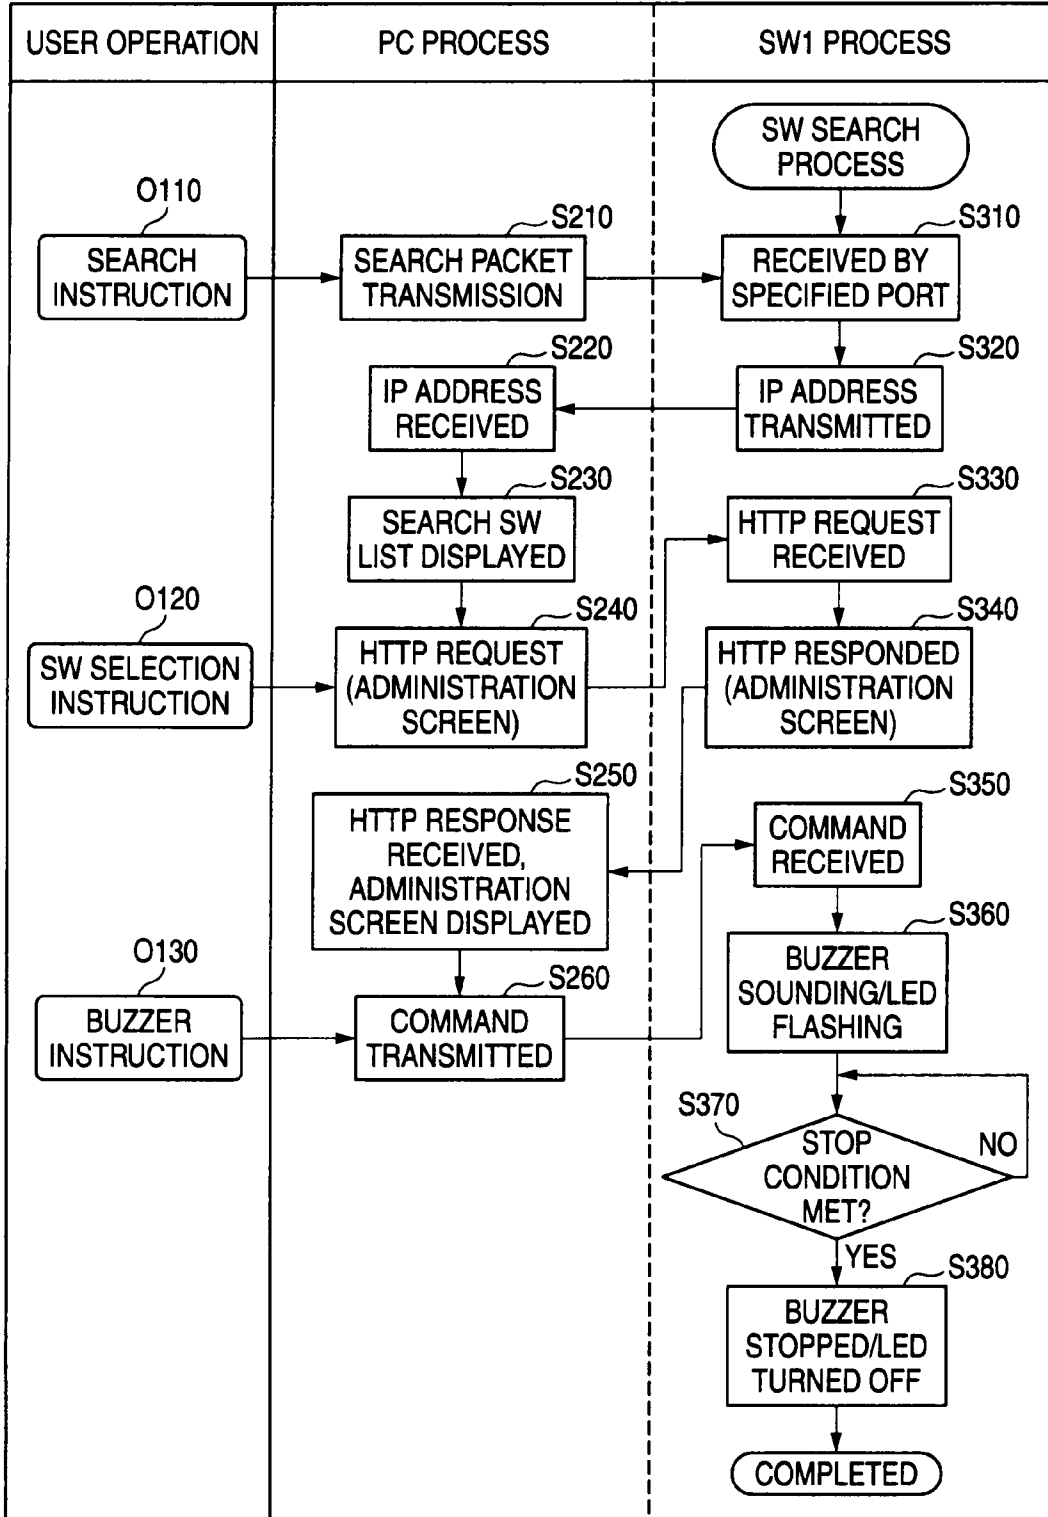 USER OPERATION
PC PROCESS
SW1 PROCESS
SW SEARCH
PROCESS
O110
SEARCH
INSTRUCTION
S210
SEARCH PACKET
TRANSMISSION
S310
RECEIVED BY
SPECIFIED PORT
S220
IP ADDRESS
RECEIVED
S320
IP ADDRESS
TRANSMITTED
S230
SEARCH SW
LIST DISPLAYED
S330
HTTP REQUEST
RECEIVED
O120
SW SELECTION
INSTRUCTION
S240
HTTP REQUEST
(ADMINISTRATION
SCREEN)
S340
HTTP RESPONDED
(ADMINISTRATION
SCREEN)
S250
HTTP RESPONSE
RECEIVED,
ADMINISTRATION
SCREEN DISPLAYED
S350
COMMAND
RECEIVED
O130
BUZZER
INSTRUCTION
S260
COMMAND
TRANSMITTED
S360
BUZZER
SOUNDING/LED
FLASHING
S370
STOP
CONDITION
MET?
NO
YES
S380
BUZZER
STOPPED/LED
TURNED OFF
COMPLETED